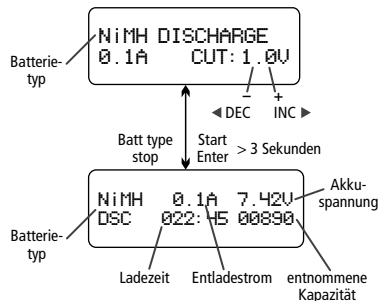 NiMH DISCHARGE
0.1A CUT: 1.0V
Batterie-
typ
− +
◄ DEC INC ►
Batt type
stop
Start
Enter
> 3 Sekunden
NiMH 0.1A 7.42V
DSC 022:45 00890
Akku-
spannung
Batterie-
typ
Ladezeit
Entladestrom
entnommene
Kapazität